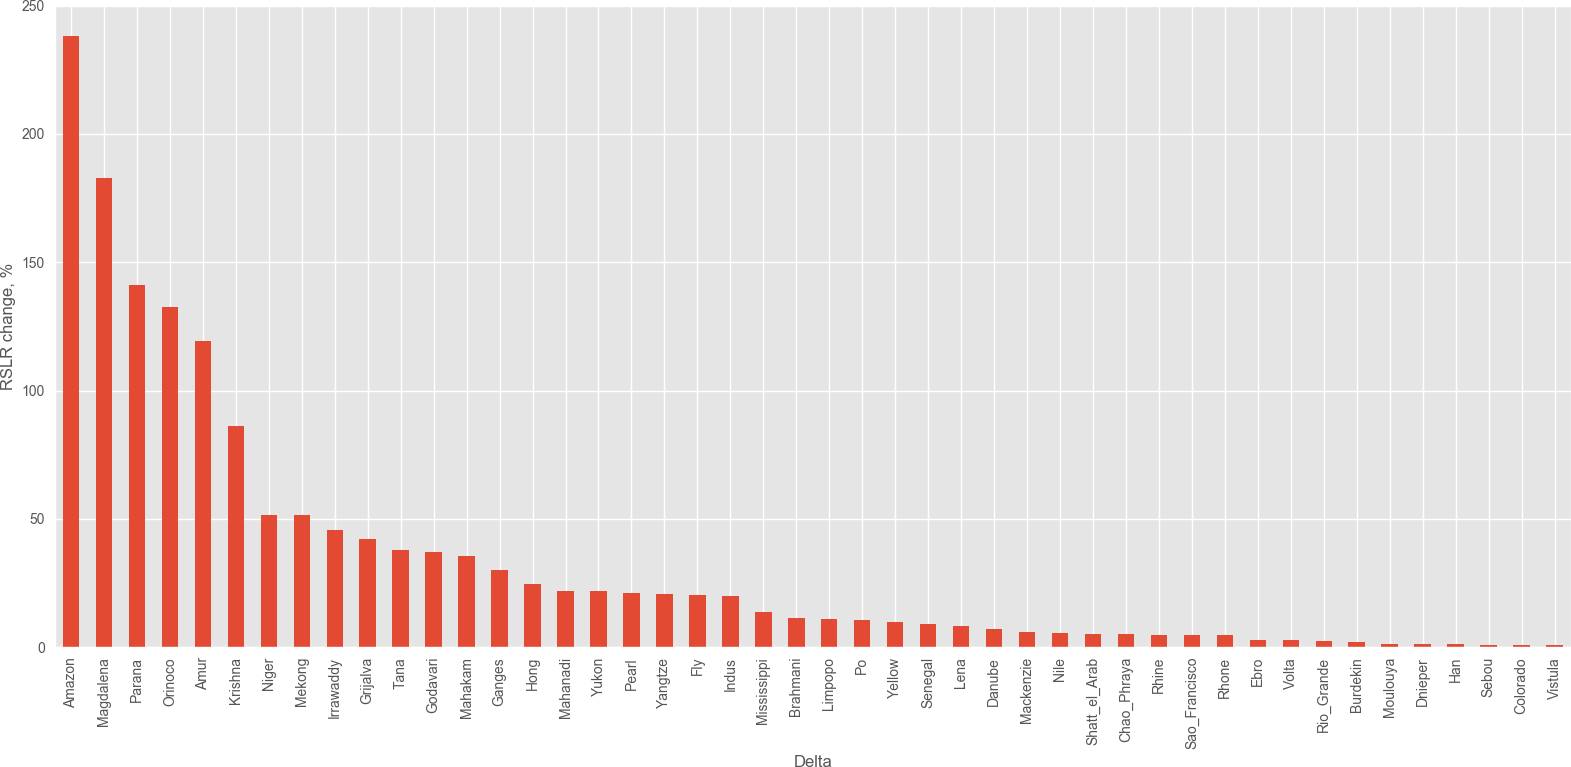 250
200
150
100
50
0
RSLR change, %
Amazon
Magdalena
Parana
Orinoco
Amur
Krishna
Niger
Mekong
Irrawaddy
Grijalva
Tana
Godavari
Mahakam
Ganges
Hong
Mahanadi
Yukon
Pearl
Yangtze
Fly
Indus
Mississippi
Brahmani
Limpopo
Po
Yellow
Senegal
Lena
Danube
Mackenzie
Nile
Shatt_el_Arab
Chao_Phraya
Rhine
Sao_Francisco
Rhone
Ebro
Volta
Rio_Grande
Burdekin
Moulouya
Dnieper
Han
Sebou
Colorado
Vistula
Delta